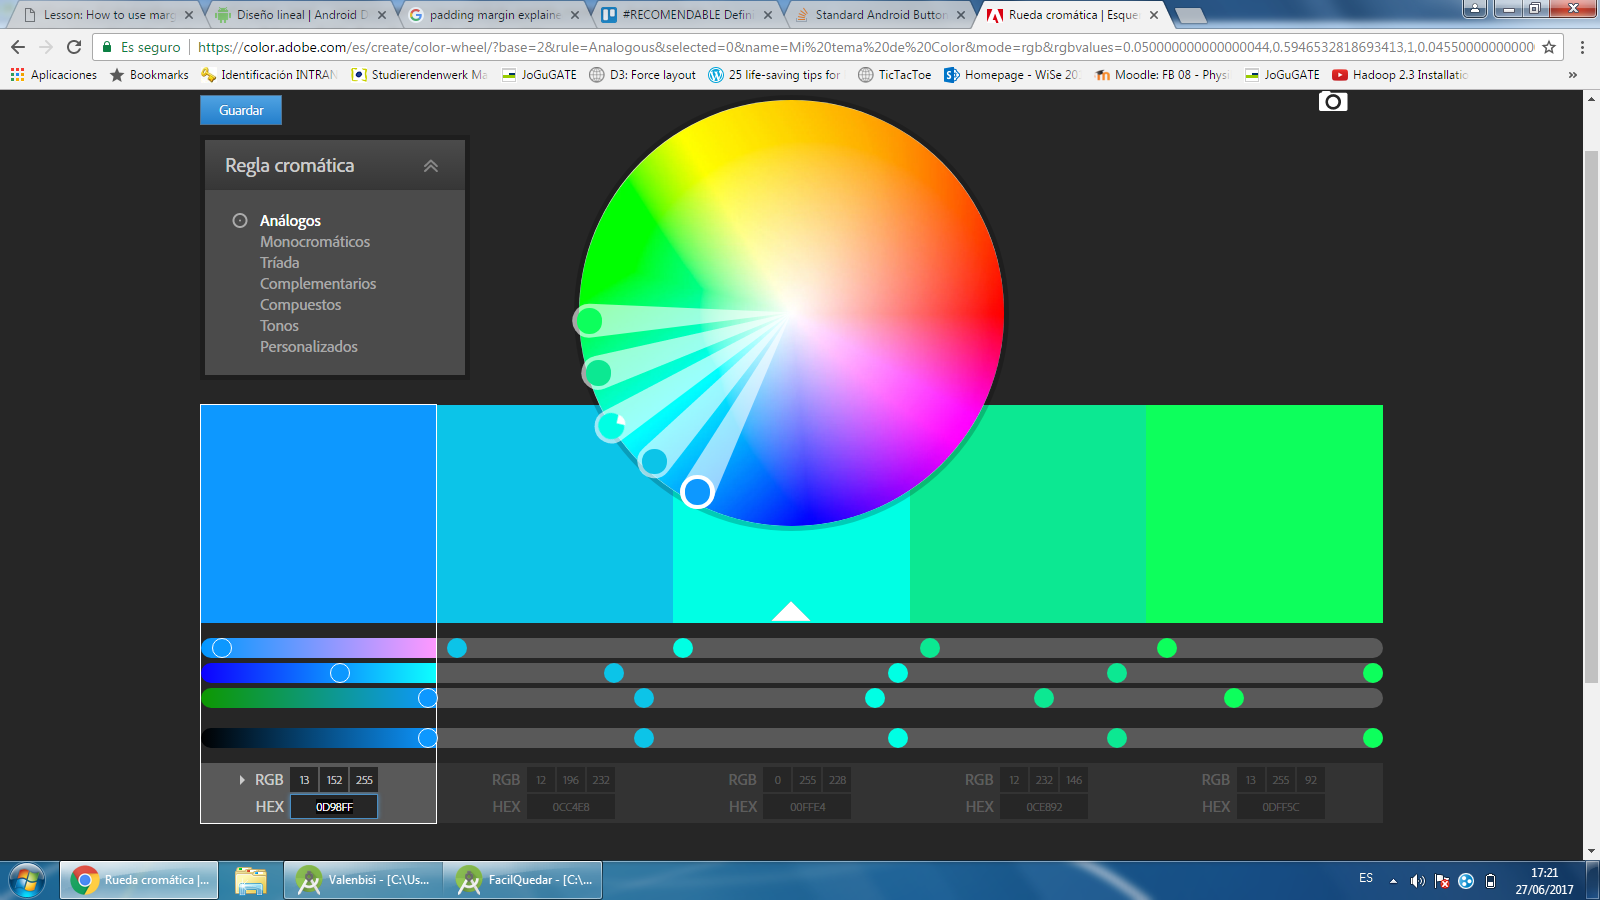 Lesson: How to use marg
Diseño lineal | Android D
padding margin explaine
#RECOMENDABLE Defin
Standard Android Button
Rueda cromática | Esque
Es seguro
https://color.adobe.com/es/create/color-wheel/?base=2&rule=Analogous&selected=0&name=Mi%20tema%20de%20Color&mode=rgb&rgbvalues=0.050000000000000044,0.5946532818693413,1,0.04550000000000
Aplicaciones
Bookmarks
Identificación INTRAN
Studierendenwerk Ma
JoGuGATE
D3: Force layout
25 life-saving tips for
TicTacToe
Homepage - WiSe 20
Moodle: FB 08 - Physi
JoGuGATE
Hadoop 2.3 Installatio
»
Guardar
Regla cromática
Análogos
Monocromáticos
Tríada
Complementarios
Compuestos
Tonos
Personalizados
RGB 13 152 255
HEX 0D98FF
RGB 12 196 232
HEX 0CC4E8
RGB 0 255 228
HEX 00FFE4
RGB 12 232 146
HEX 0CE892
RGB 13 255 92
HEX 0DFF5C
Rueda cromática |...
Valenbisi - [C:\Us...
FacilQuedar - [C:\...
ES
17:21
27/06/2017